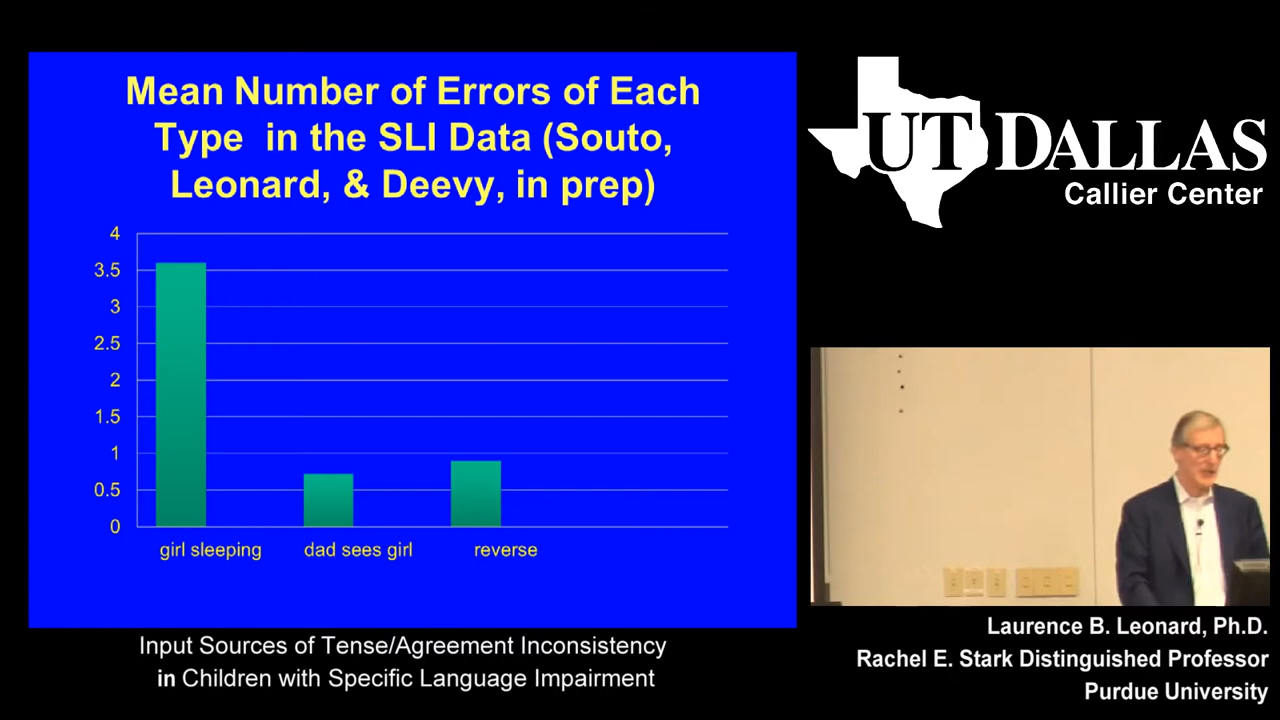 Mean Number of Errors of Each
Type in the SLI Data (Souto,
Leonard, & Deevy, in prep)
4
3.5
3
2.5
2
1.5
1
0.5
0
girl sleeping dad sees girl reverse
UT DALLAS
Callier Center
Input Sources of Tense/Agreement Inconsistency
in Children with Specific Language Impairment
Laurence B. Leonard, Ph.D.
Rachel E. Stark Distinguished Professor
Purdue University